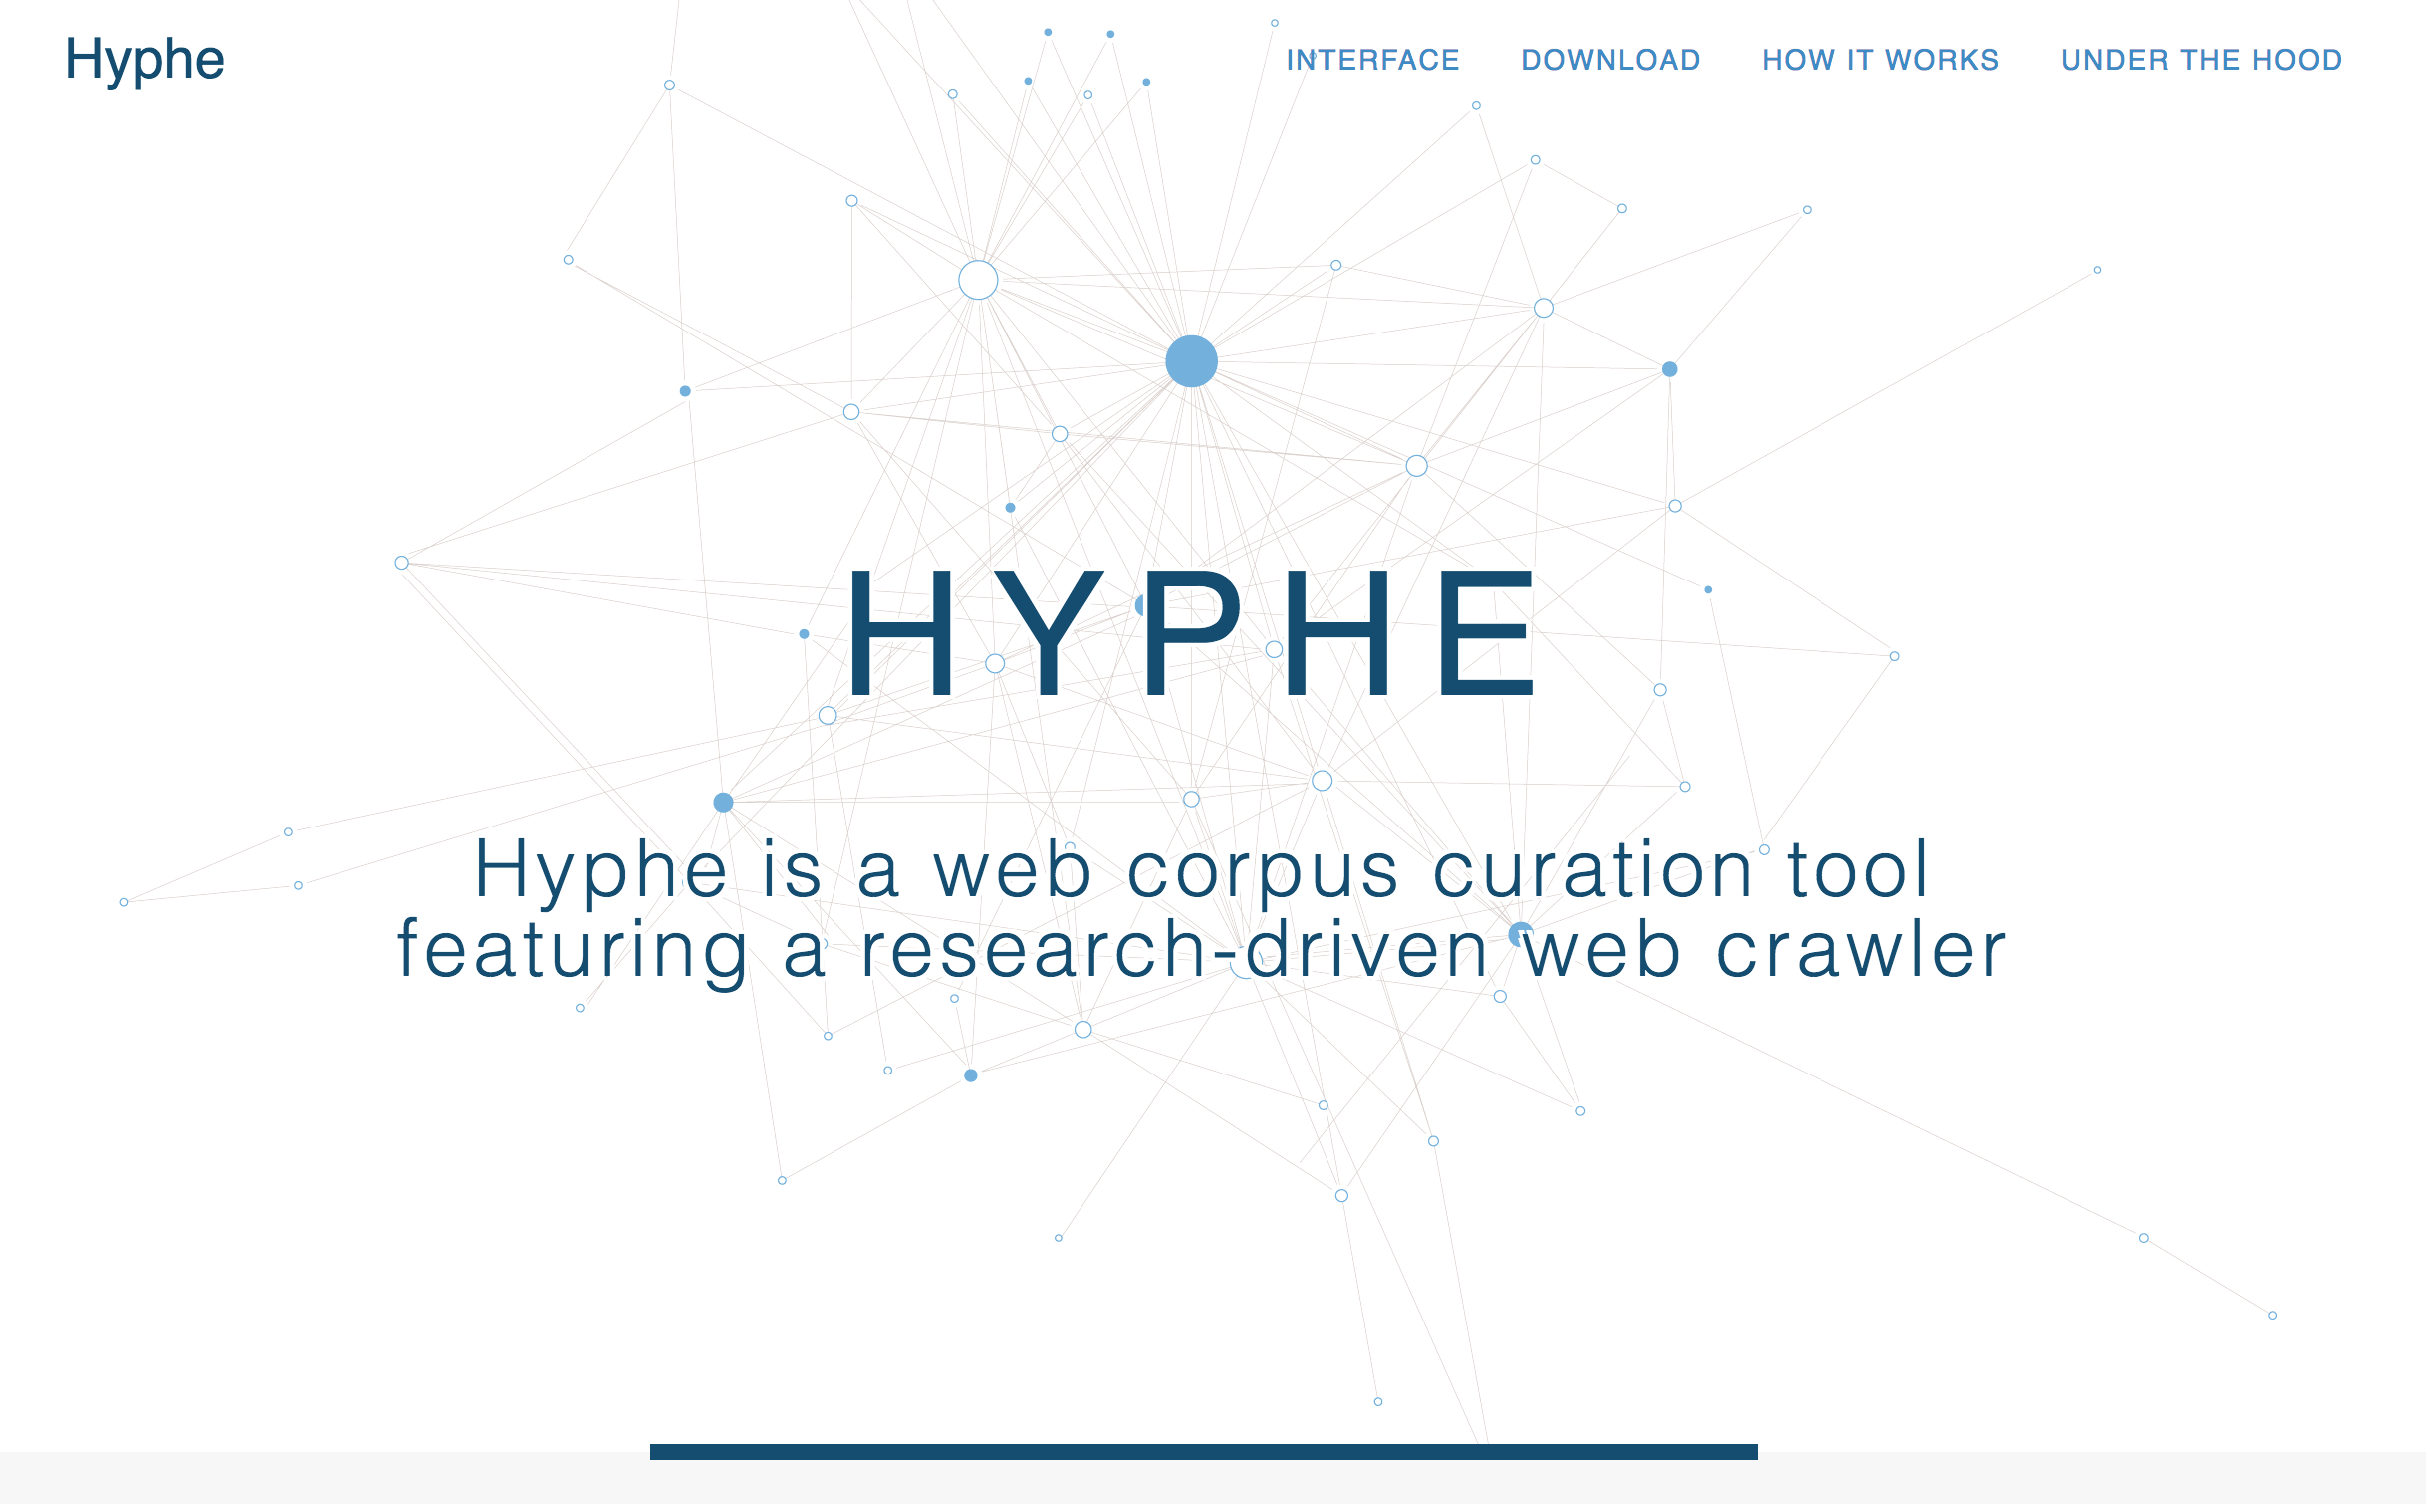 Hyphe
INTERFACE DOWNLOAD HOW IT WORKS UNDER THE HOOD
HYPHE
Hyphe is a web corpus curation tool
featuring a research-driven web crawler